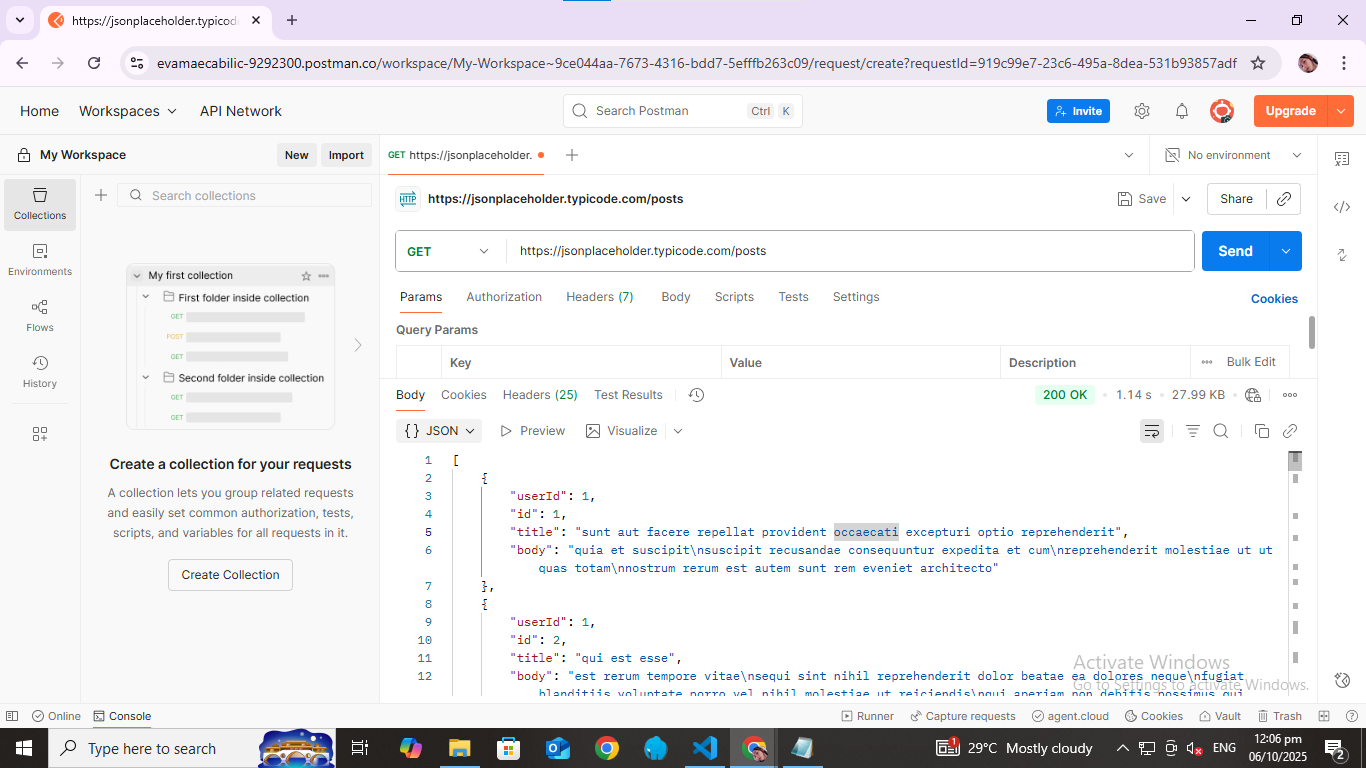 https://jsonplaceholder.typicod
evamaecabilic-9292300.postman.co/workspace/My-Workspace~9ce044aa-7673-4316-bdd7-5efffb263c09/request/create?requestId=919c99e7-23c6-495a-8dea-531b93857adf
Home Workspaces API Network Search Postman Ctrl K Invite Upgrade
My Workspace New Import GET https://jsonplaceholder. No environment
Search collections
Collections
HTTP https://jsonplaceholder.typicode.com/posts Save Share
Environments
GET https://jsonplaceholder.typicode.com/posts Send
Flows
History
My first collection
First folder inside collection
GET
POST
GET
Second folder inside collection
GET
GET
Create a collection for your requests
A collection lets you group related requests
and easily set common authorization, tests,
scripts, and variables for all requests in it.
Create Collection
Params Authorization Headers (7) Body Scripts Tests Settings Cookies
Query Params
Key Value Description Bulk Edit
Body Cookies Headers (25) Test Results 200 OK 1.14 s 27.99 KB
{} JSON Preview Visualize
1 [
2 {
3 "userId": 1,
4 "id": 1,
5 "title": "sunt aut facere repellat provident occaecati excepturi optio reprehenderit",
6 "body": "quia et suscipit\nsuscipit recusandae consequuntur expedita et cum\nreprehenderit molestiae ut ut
quas totam\nnostrum rerum est autem sunt rem eveniet architecto"
7 },
8 {
9 "userId": 1,
10 "id": 2,
11 "title": "qui est esse",
12 "body": "est rerum tempore vitae\nsequi sint nihil reprehenderit dolor beatae ea dolores neque\nfugiat
blanditiis voluptate porro vel nihil molestiae ut reiciendis\nqui aperiam non debitis possimus qui
Activate Windows
Go to Settings to activate Windows.
Online Console Runner Capture requests agent.cloud Cookies Vault Trash
Type here to search 1 29°C Mostly cloudy ENG 12:06 pm
06/10/2025 2